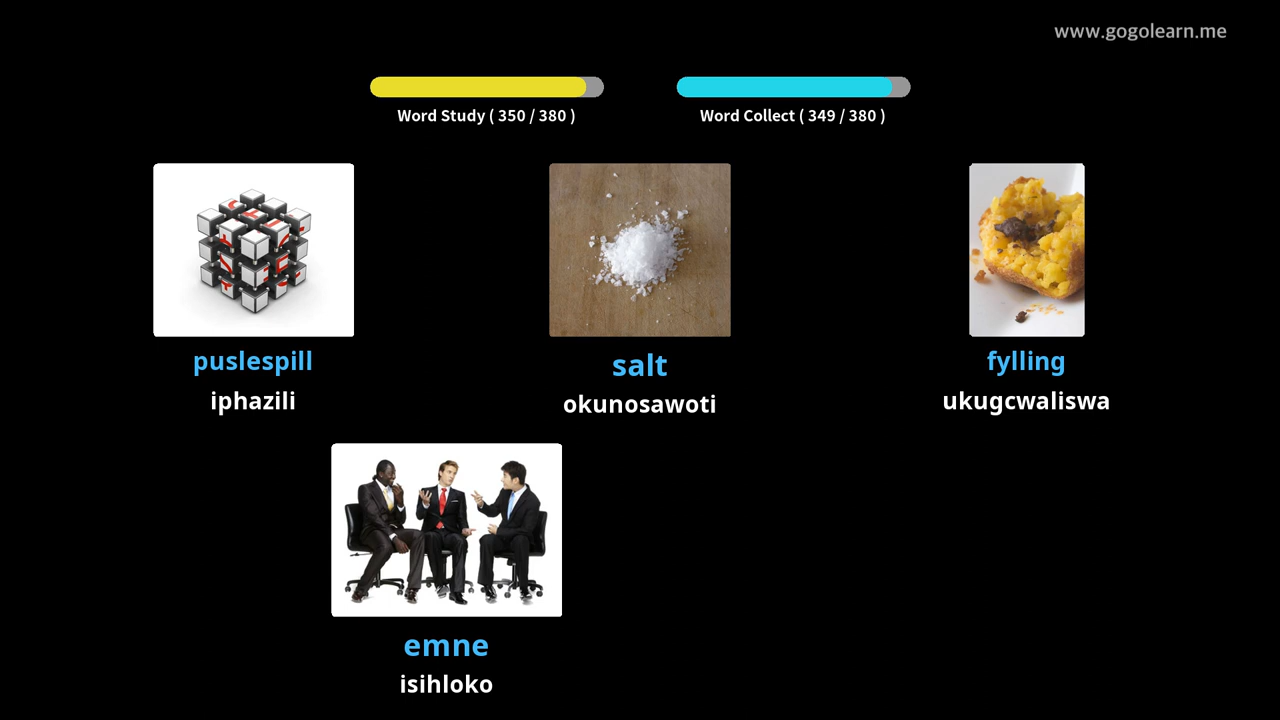 www.gogolearn.me
Word Study ( 350 / 380 )
Word Collect ( 349 / 380 )
puslespill
iphazili
salt
okunosawoti
fylling
ukugcwaliswa
emne
isihloko